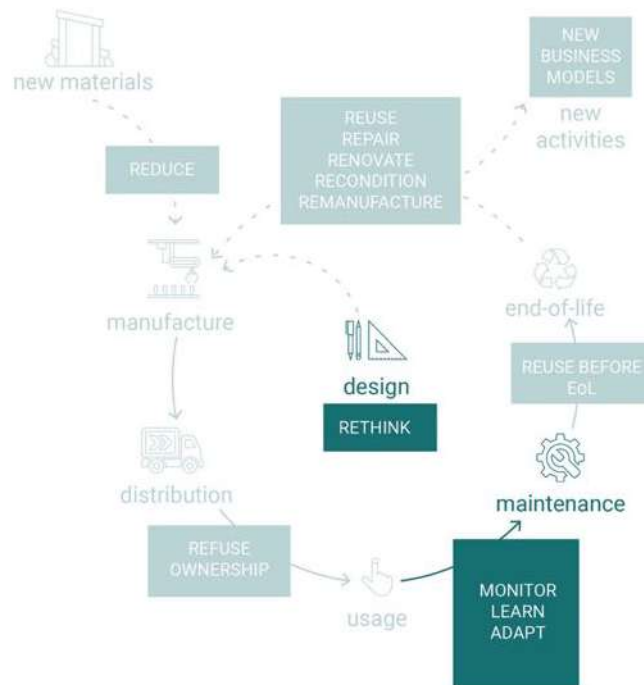 NEW
BUSINESS
MODELS
new
activities
new materials
REUSE
REPAIR
RENOVATE
RECONDITION
REMANUFACTURE
REDUCE
manufacture
end-of-life
design
RETHINK
REUSE BEFORE
EoL
distribution
maintenance
REFUSE
OWNERSHIP
usage
MONITOR
LEARN
ADAPT